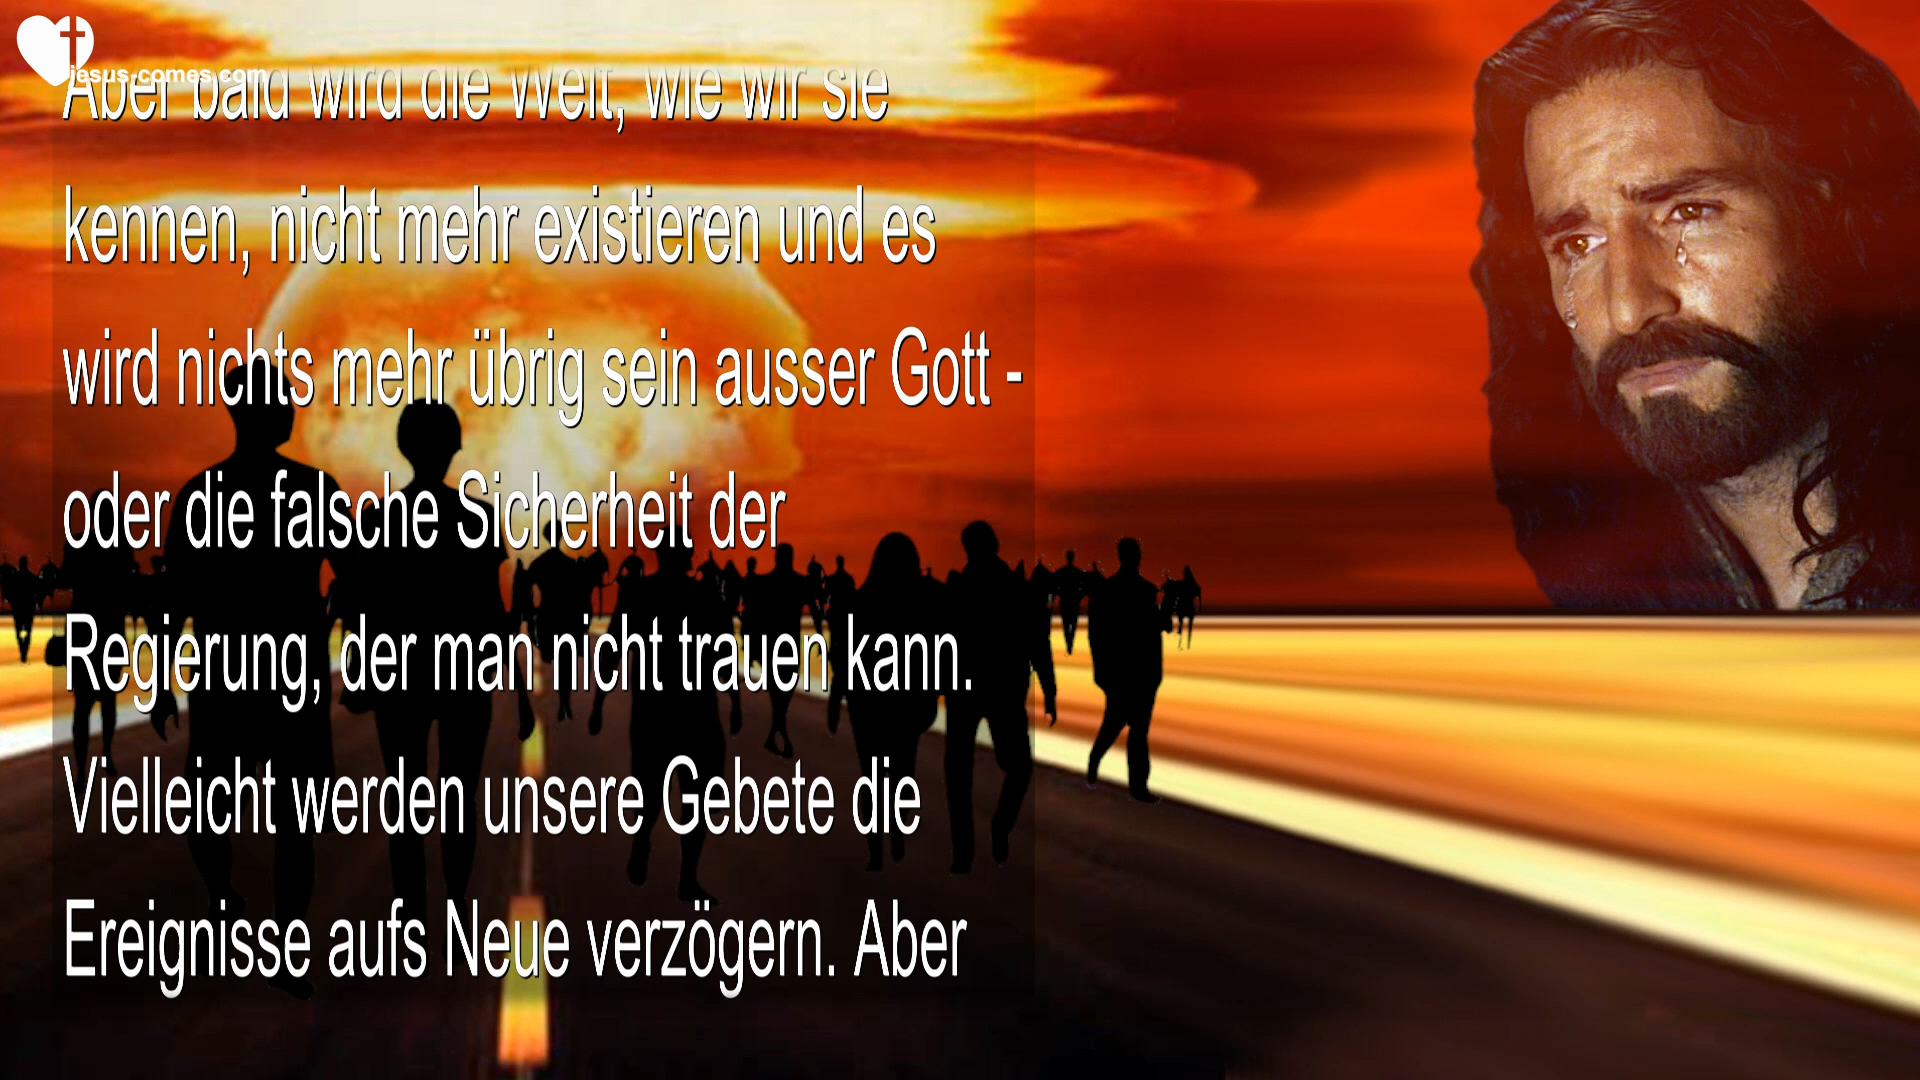 jesus-comes.com
Aber bald wird die Welt, wie wir sie
kennen, nicht mehr existieren und es
wird nichts mehr übrig sein ausser Gott -
oder die falsche Sicherheit der
Regierung, der man nicht trauen kann.
Vielleicht werden unsere Gebete die
Ereignisse aufs Neue verzögern. Aber